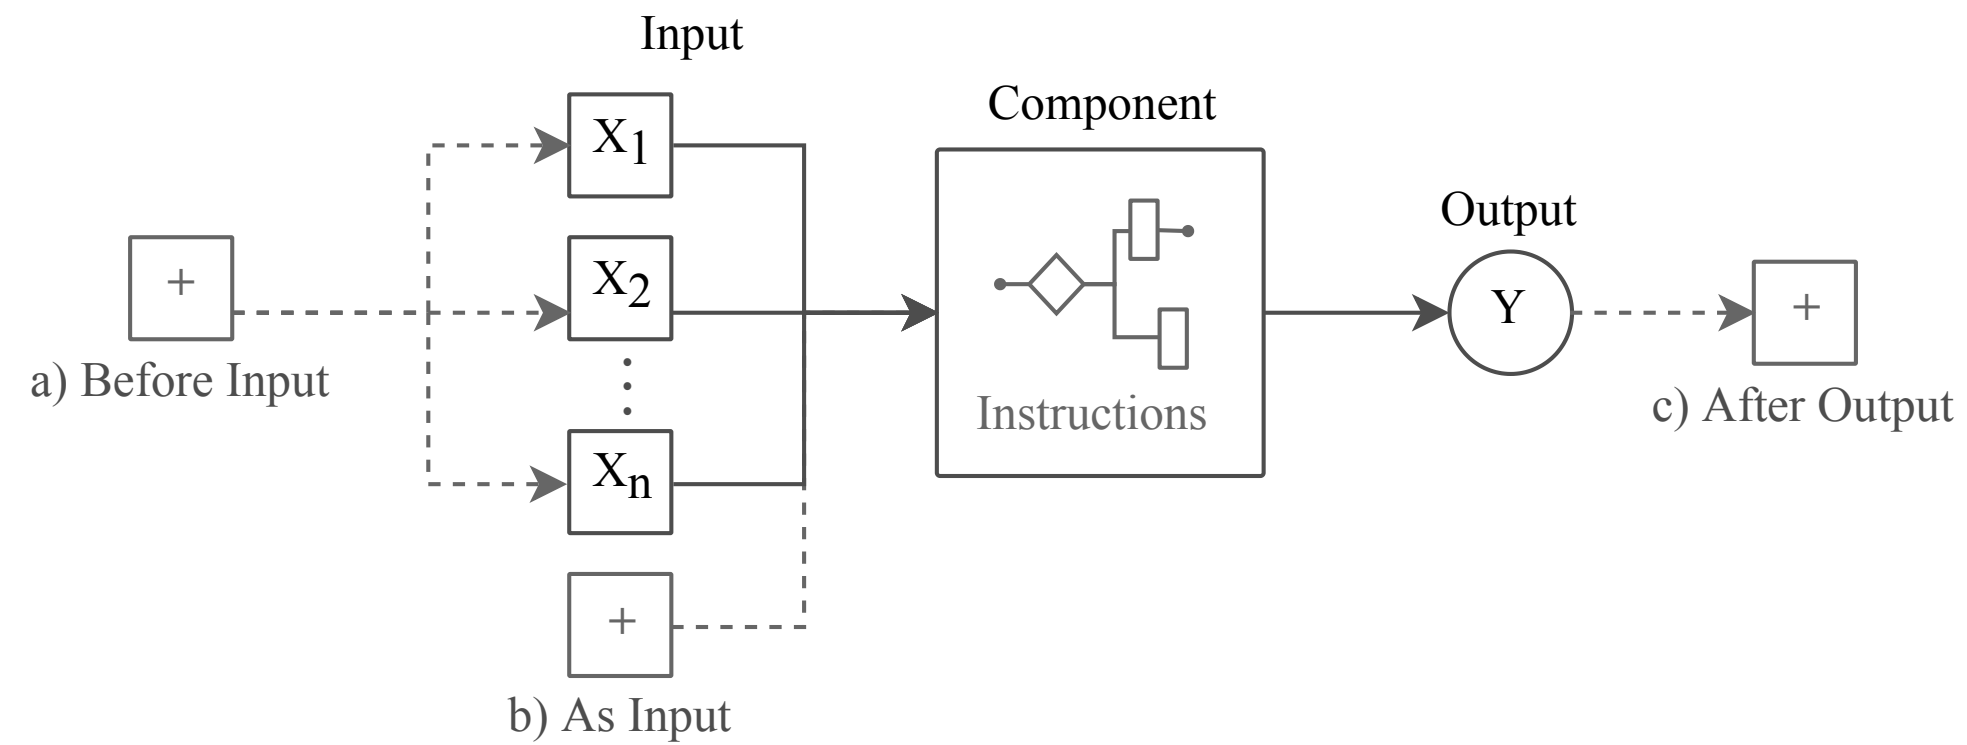 Input
Component
Output
X1
X2
Xn
+
a) Before Input
+
b) As Input
Instructions
Y
+
c) After Output